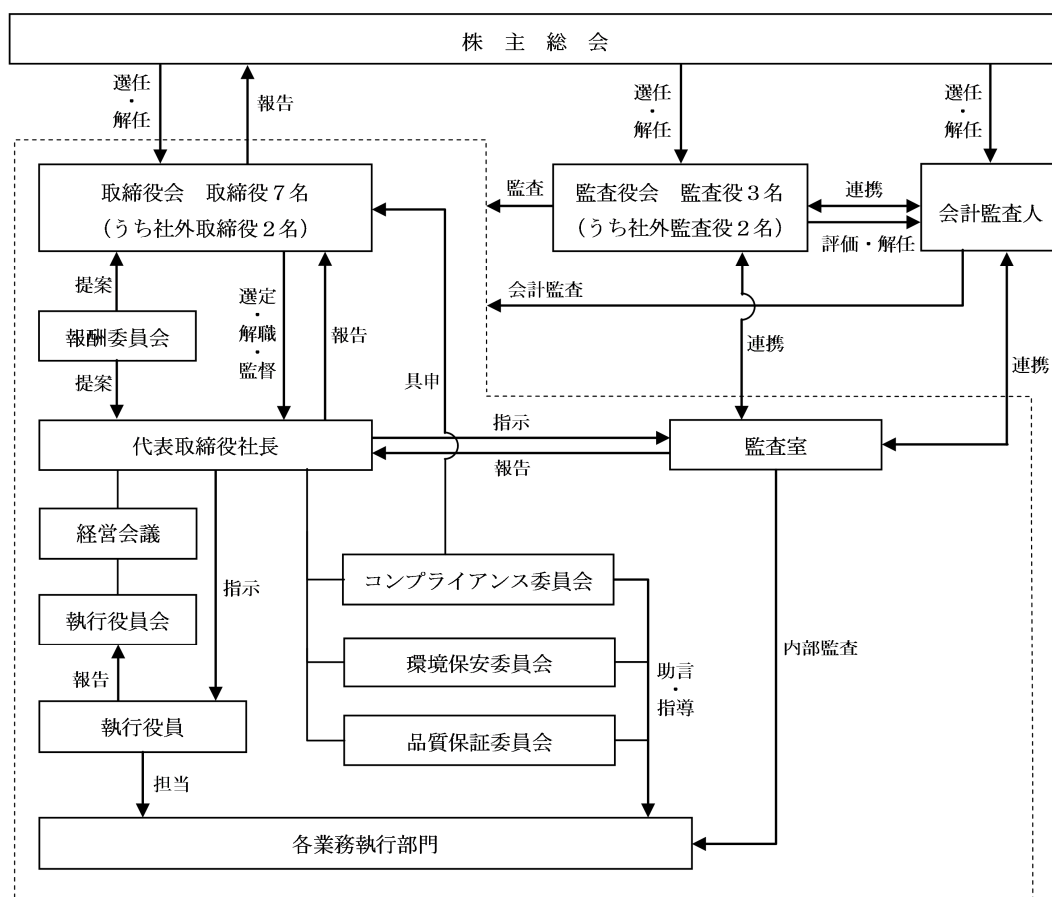 株 主 総 会
選任
・
解任
報告
選任
・
解任
選任
・
解任
取締役会 取締役7名
(うち社外取締役2名)
監査
監査役会 監査役3名
(うち社外監査役2名)
連携
評価・解任
会計監査人
提案
選定
・
解職
・
監督
報告
会計監査
報酬委員会
提案
具申
連携
連携
代表取締役社長
指示
報告
監査室
経営会議
執行役員会
指示
コンプライアンス委員会
環境保安委員会
品質保証委員会
助言
・
指導
内部監査
報告
執行役員
担当
各業務執行部門